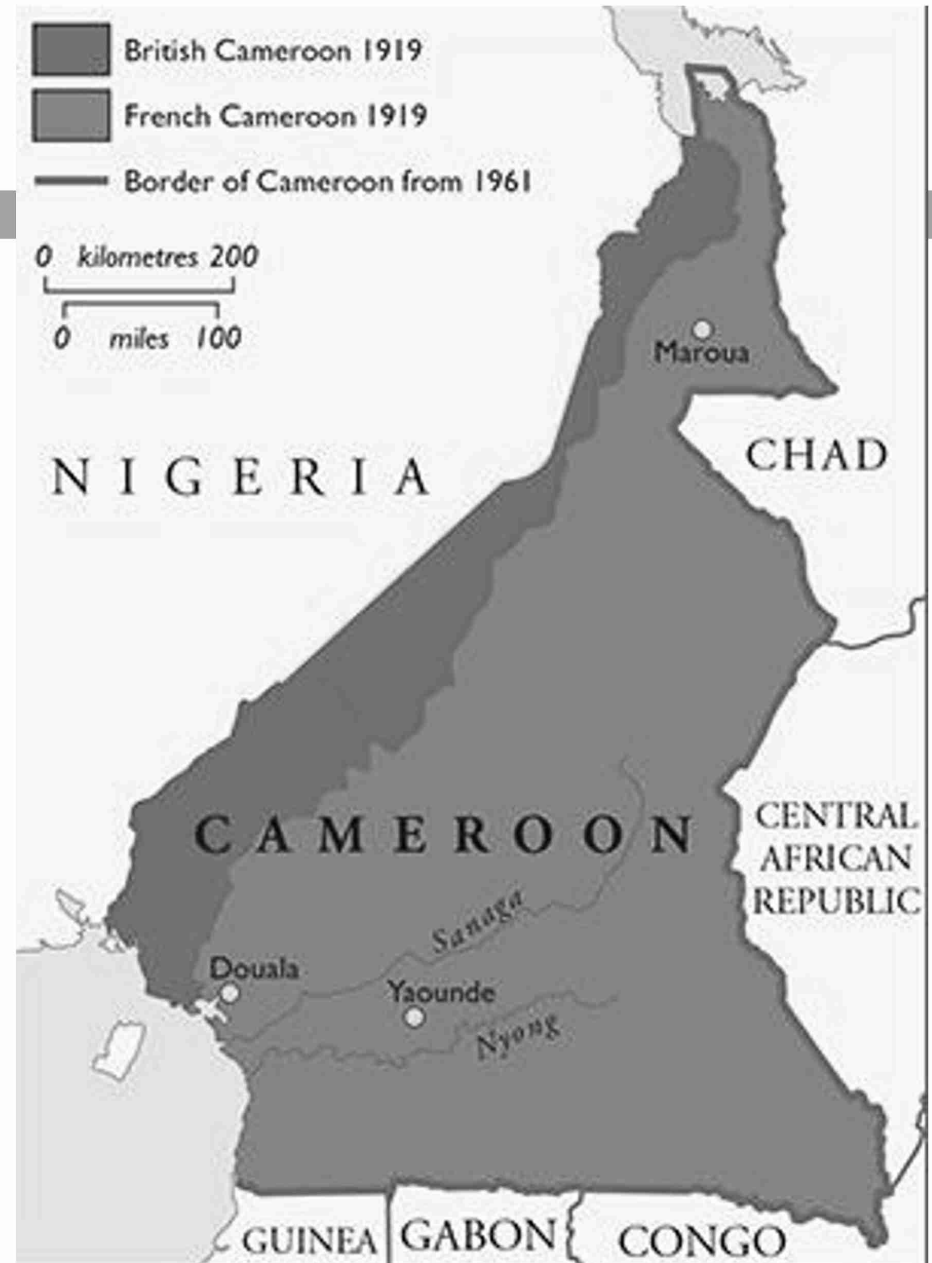 British Cameroon 1919
French Cameroon 1919
Border of Cameroon from 1961
0 kilometres 200
0 miles 100
Maroua
NIGERIA
CHAD
CAMEROON
CENTRAL
AFRICAN
REPUBLIC
Sanaga
Douala
Yaounde
Nyong
GUINEA
GABON
CONGO